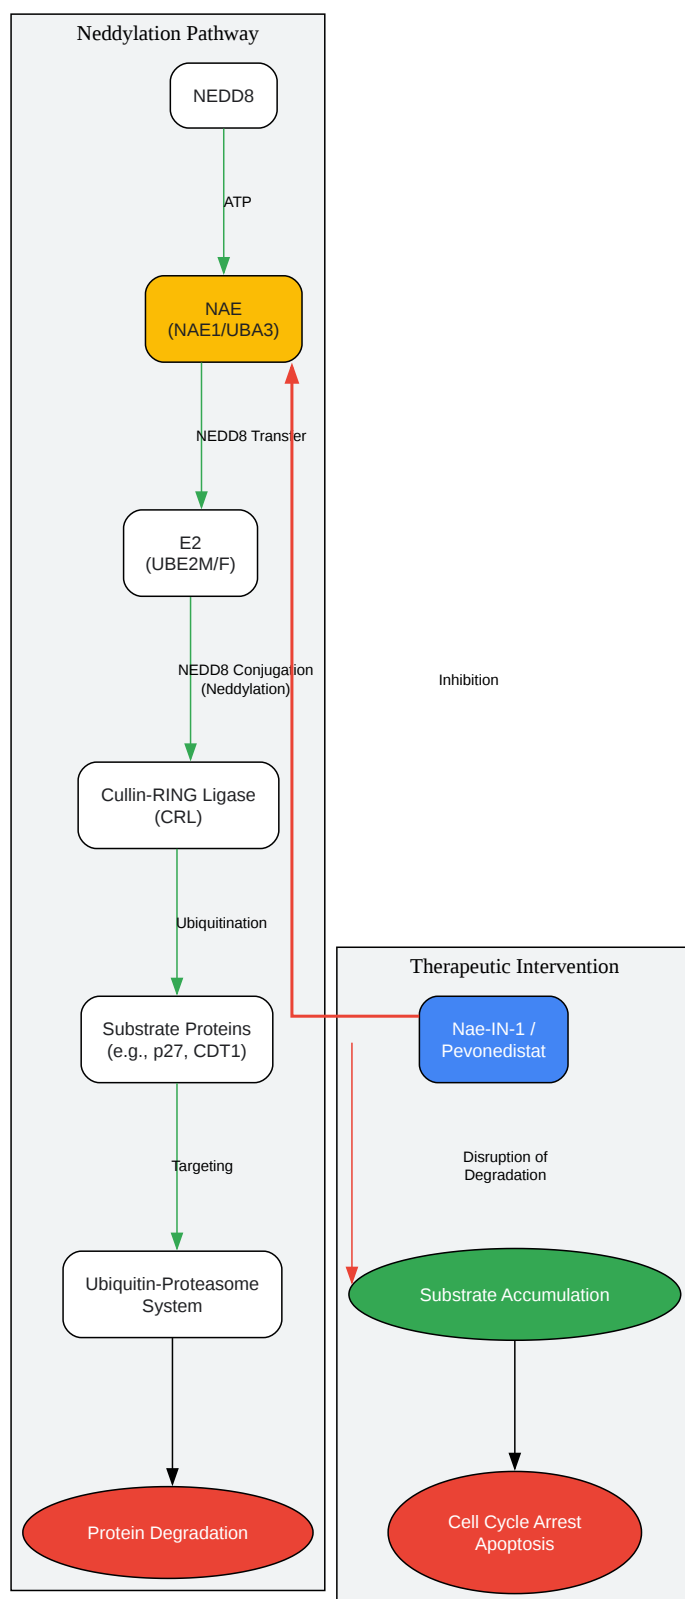 Neddylation Pathway
NEDD8
ATP
NAE
(NAE1/UBA3)
NEDD8 Transfer
E2
(UBE2M/F)
NEDD8 Conjugation
(Neddylation)
Inhibition
Cullin-RING Ligase
(CRL)
Ubiquitination
Therapeutic Intervention
Substrate Proteins
(e.g., p27, CDT1)
Nae-IN-1 /
Pevonedistat
Targeting
Disruption of
Degradation
Ubiquitin-Proteasome
System
Substrate Accumulation
Protein Degradation
Cell Cycle Arrest
Apoptosis